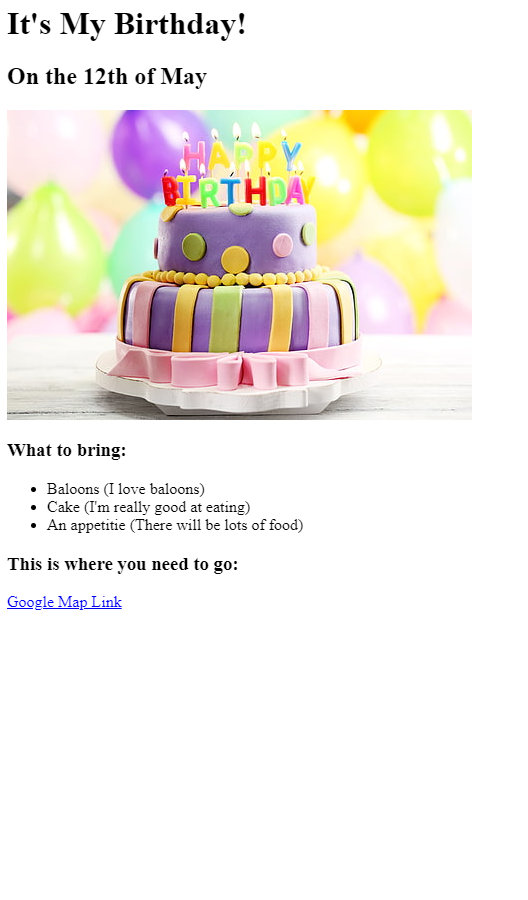 It's My Birthday!
On the 12th of May
HAPPY
BIRTHDAY
What to bring:
Baloons (I love baloons)
Cake (I'm really good at eating)
An appetitie (There will be lots of food)
This is where you need to go:
Google Map Link